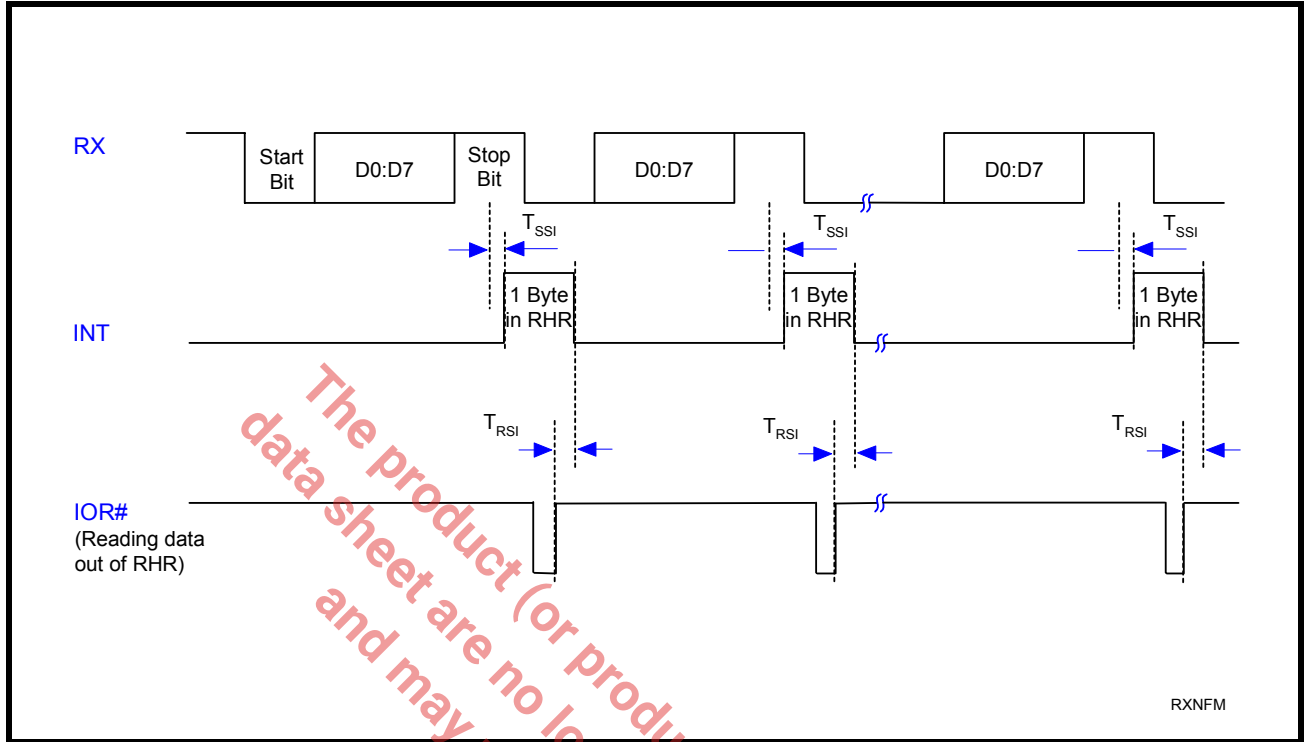 RX
Start
Bit
D0:D7
Stop
Bit
D0:D7
D0:D7
TSSI
TSSI
TSSI
1 Byte
in RHR
1 Byte
in RHR
1 Byte
in RHR
INT
TRSI
TRSI
TRSI
IOR#
(Reading data
out of RHR)
The product (or produ
data sheet are no lo
and may
RXNFM